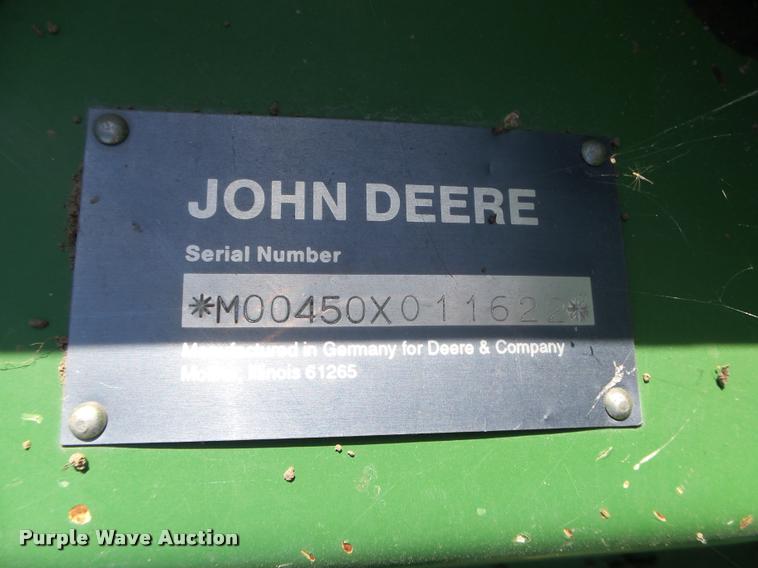 JOHN DEERE
Serial Number
*M00450X011622*
Manufactured in Germany for Deere & Company
Moline, Illinois 61265
Purple Wave Auction